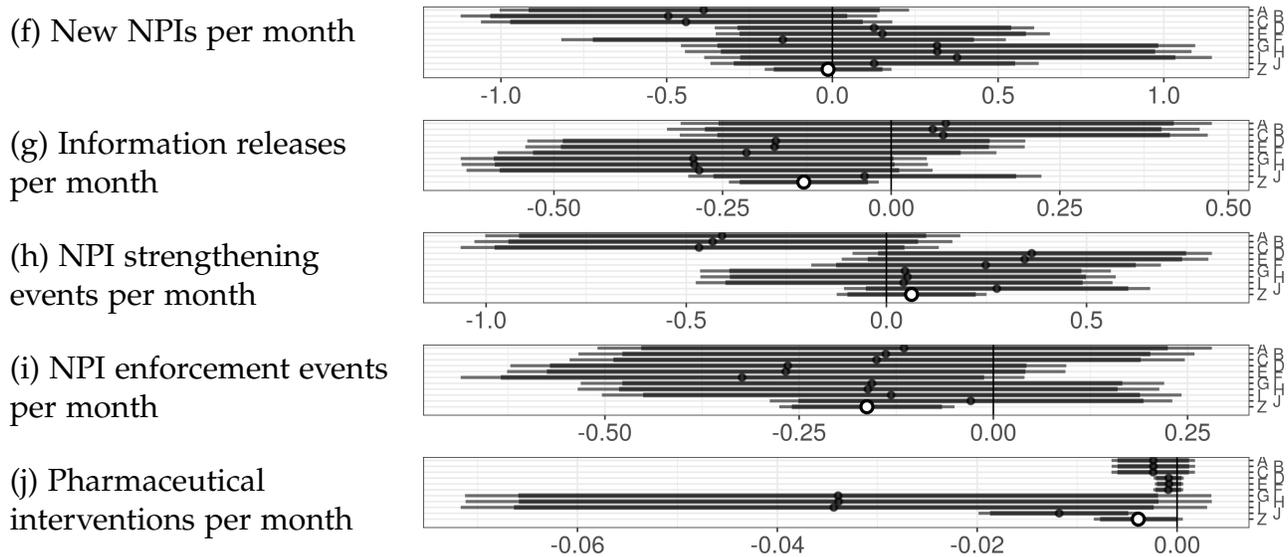 (f) New NPIs per month
A B C D E F G H I J Z
-1.0 -0.5 0.0 0.5 1.0
(g) Information releases
per month
A B C D E F G H I J Z
-0.50 -0.25 0.00 0.25 0.50
(h) NPI strengthening
events per month
A B C D E F G H I J Z
-1.0 -0.5 0.0 0.5
(i) NPI enforcement events
per month
A B C D E F G H I J Z
-0.50 -0.25 0.00 0.25
(j) Pharmaceutical
interventions per month
A B C D E F G H I J Z
-0.06 -0.04 -0.02 0.00